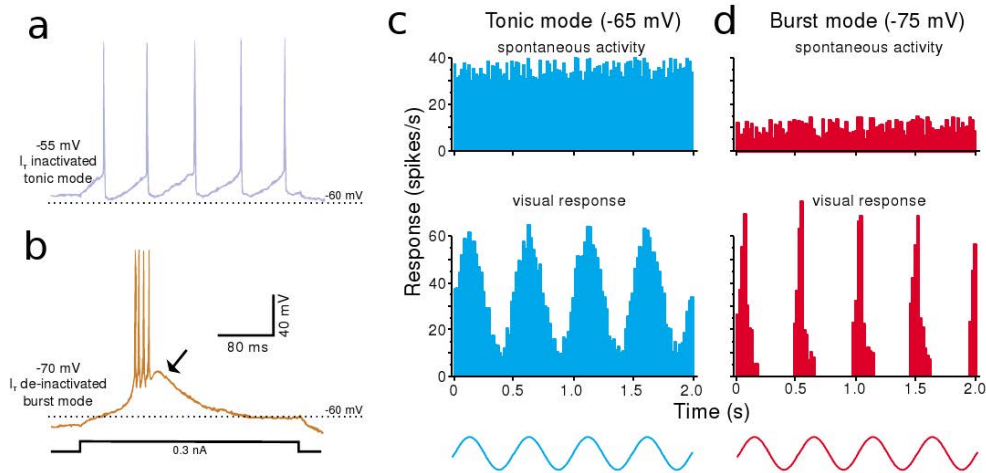 a
-55 mV
I_T inactivated
tonic mode
-60 mV
b
-70 mV
I_T de-inactivated
burst mode
-60 mV
40 mV
80 ms
0.3 nA
c
Tonic mode (-65 mV)
spontaneous activity
40
20
0
visual response
60
40
20
0
0 0.5 1.0 1.5 2.0
Response (spikes/s)
d
Burst mode (-75 mV)
spontaneous activity
visual response
0 0.5 1.0 1.5 2.0
Time (s)